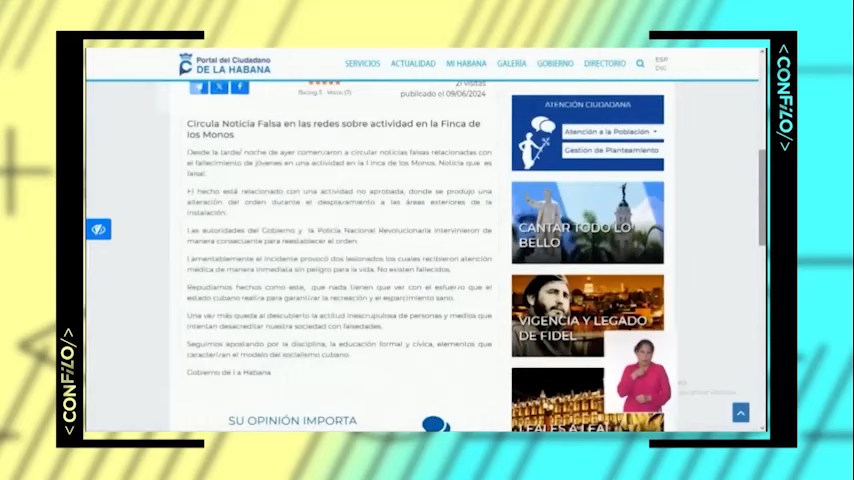 Portal del Ciudadano
DE LA HABANA
SERVICIOS ACTUALIDAD MI HABANA GALERÍA GOBIERNO DIRECTORIO
ESP
21 visitas
publicado el 09/06/2024
Circula Noticia Falsa en las redes sobre actividad en la Finca de
los Monos
Desde la tarde/ noche de ayer comenzaron a circular noticias falsas relacionadas con
el fallecimiento de jóvenes en una actividad en la Finca de los Monos. Noticia que es
falsa.
El hecho está relacionado con una actividad no aprobada, donde se produjo una
alteración del orden durante el desplazamiento a las áreas exteriores de la
instalación.
Las autoridades del Gobierno y la Policía Nacional Revolucionaria intervinieron de
manera consecuente para reestablecer el orden.
Lamentablemente el incidente provocó dos lesionados los cuales recibieron atención
médica de manera inmediata sin peligro para la vida. No existen fallecidos.
Repudiamos hechos como este, que nada tienen que ver con el esfuerzo que el
estado cubano realiza para garantizar la recreación y el esparcimiento sano.
Una vez más queda al descubierto la actitud inescrupulosa de personas y medios que
intentan desacreditar nuestra sociedad con falsedades.
Seguimos apostando por la disciplina, la educación formal y cívica, elementos que
caracterizan el modelo del socialismo cubano.
Gobierno de La Habana
SU OPINIÓN IMPORTA
ATENCIÓN CIUDADANA
Atención a la Población
Gestión de Planteamiento
CANTAR TODO LO
BELLO
VIGENCIA Y LEGADO
DE FIDEL
LEALES A LEAL
<CONFiLO/>
<CONFiLO/>